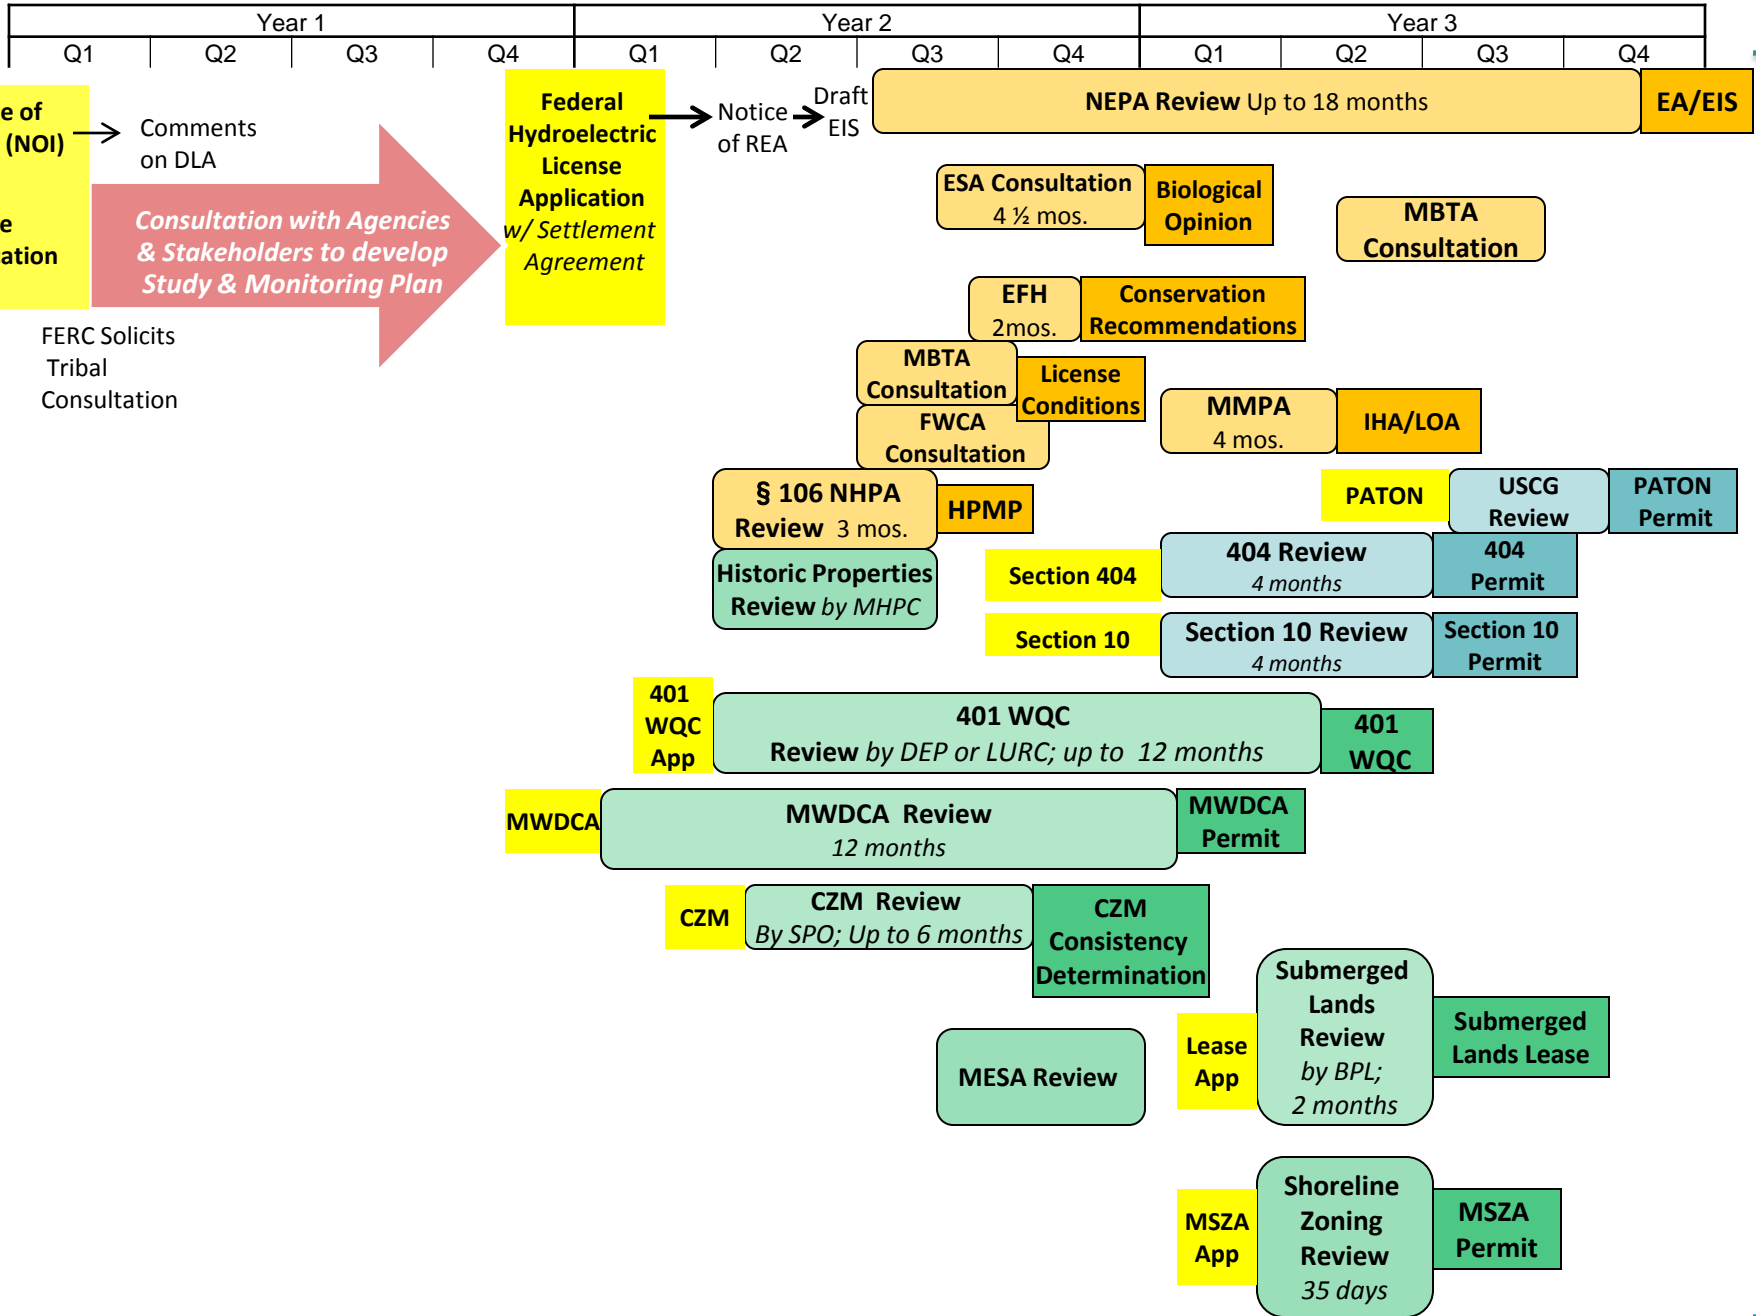 Year 1
Year 2
Year 3
Q1
Q2
Q3
Q4
Q1
Q2
Q3
Q4
Q1
Q2
Q3
Q4
of
(NOI)
Comments
on DLA
Consultation with Agencies
& Stakeholders to develop
Study & Monitoring Plan
FERC Solicits
Tribal
Consultation
Federal
Hydroelectric
License
Application
w/ Settlement
Agreement
Notice
of REA
Draft
EIS
NEPA Review Up to 18 months
EA/EIS
ESA Consultation
4 ½ mos.
Biological
Opinion
MBTA
Consultation
EFH
2mos.
Conservation
Recommendations
MBTA
Consultation
License
Conditions
FWCA
Consultation
MMPA
4 mos.
IHA/LOA
§ 106 NHPA
Review 3 mos.
HPMP
PATON
USCG
Review
PATON
Permit
Historic Properties
Review by MHPC
Section 404
404 Review
4 months
404
Permit
Section 10
Section 10 Review
4 months
Section 10
Permit
401
WQC
App
401 WQC
Review by DEP or LURC; up to 12 months
401
WQC
MWDCA
MWDCA Review
12 months
MWDCA
Permit
CZM
CZM Review
By SPO; Up to 6 months
CZM
Consistency
Determination
MESA Review
Lease
App
Submerged
Lands
Review
by BPL;
2 months
Submerged
Lands Lease
MSZA
App
Shoreline
Zoning
Review
35 days
MSZA
Permit